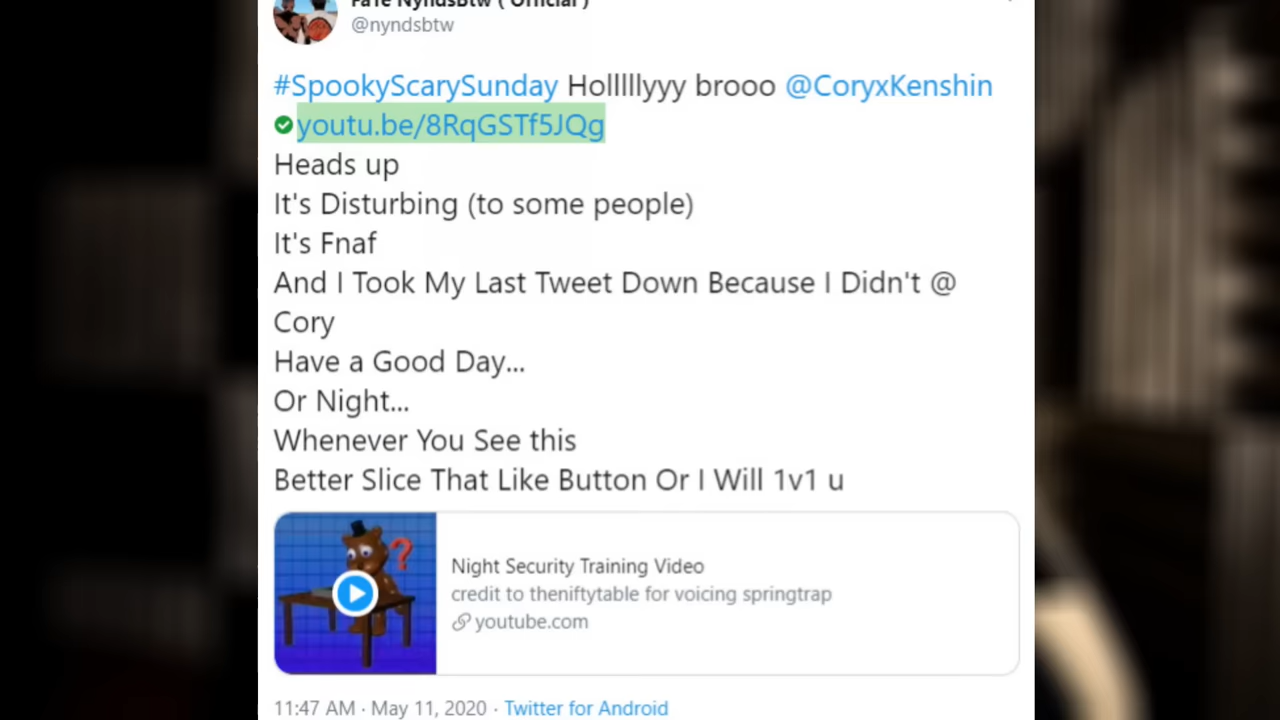 FaTe NyndsBtw ( Official )
@nyndsbtw
#SpookyScarySunday Hollllllyyy brooo @CoryxKenshin
youtu.be/8RqGSTf5JQg
Heads up
It's Disturbing (to some people)
It's Fnaf
And I Took My Last Tweet Down Because I Didn't @
Cory
Have a Good Day...
Or Night...
Whenever You See this
Better Slice That Like Button Or I Will 1v1 u
?
Night Security Training Video
credit to theniftytable for voicing springtrap
youtube.com
11:47 AM · May 11, 2020 · Twitter for Android